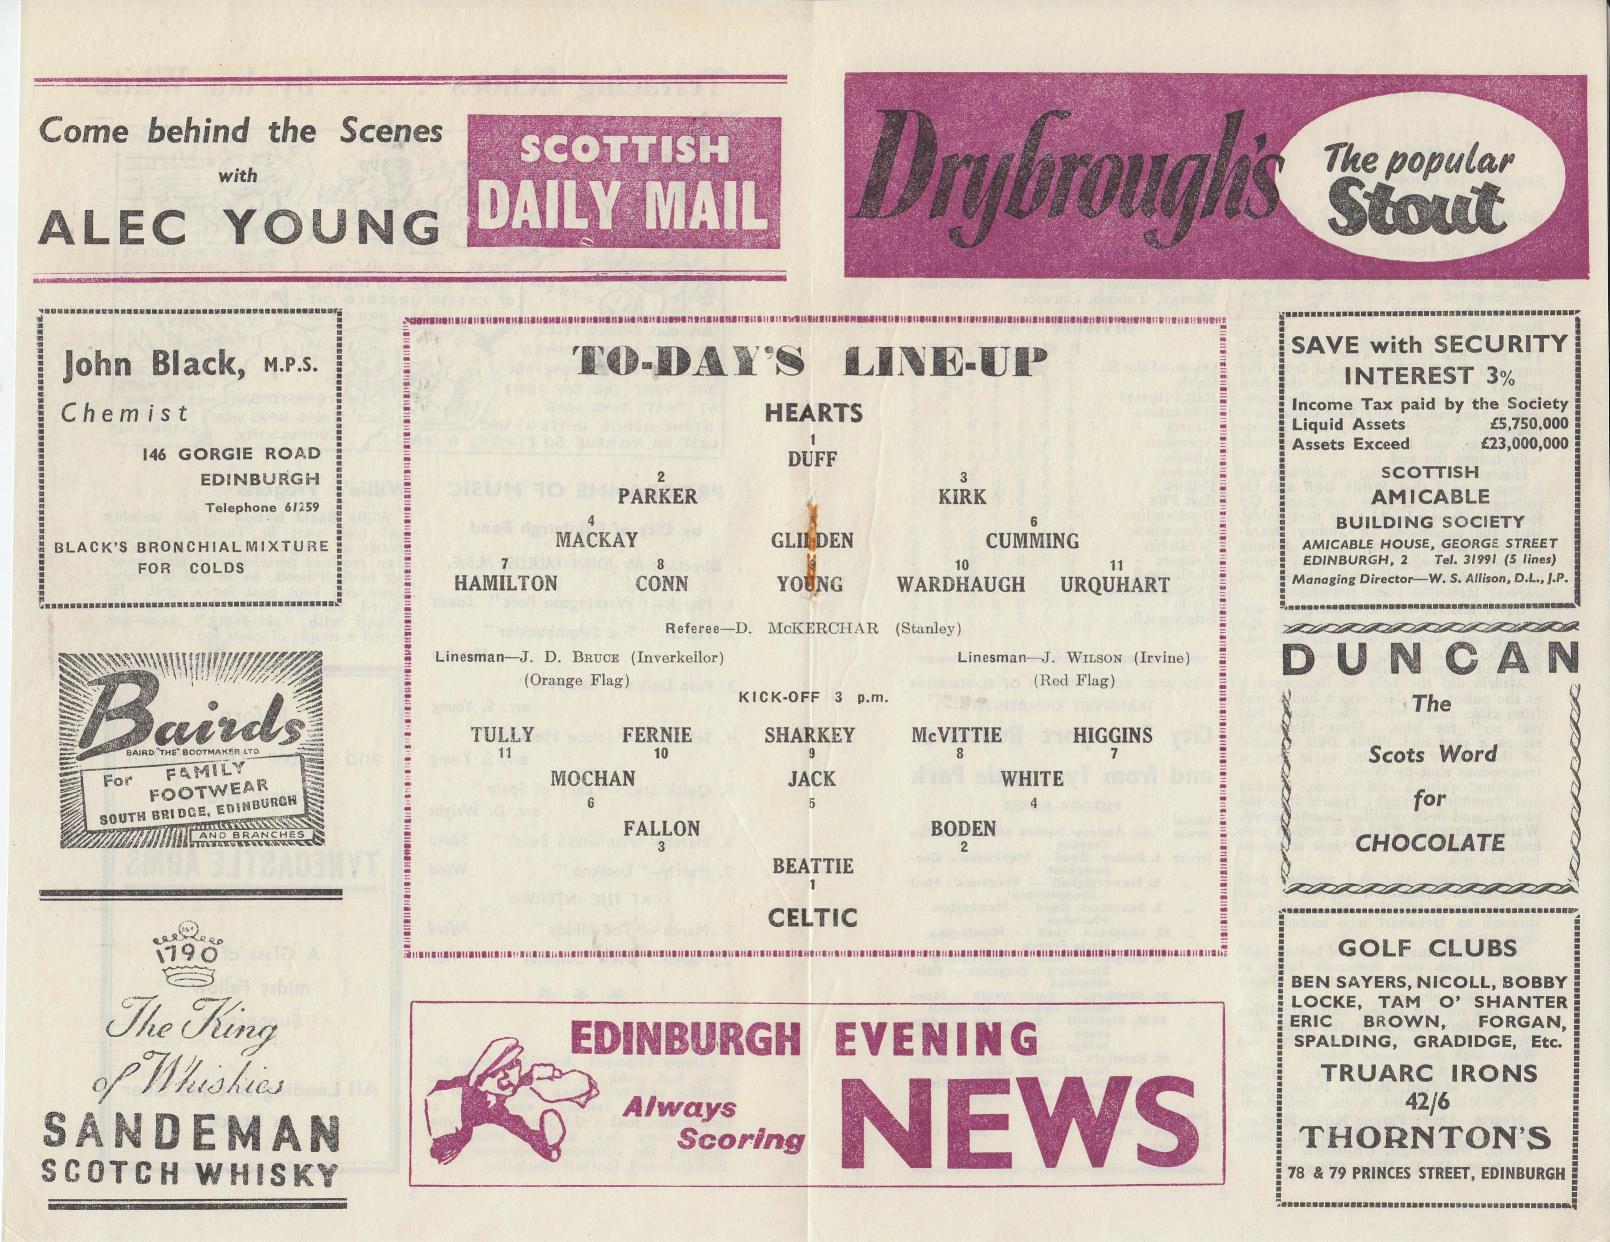 Come behind the Scenes
with
ALEC YOUNG
SCOTTISH
DAILY MAIL
Drybrough's
The popular
Stout
John Black, M.P.S.
Chemist
146 GORGIE ROAD
EDINBURGH
Telephone 61259
BLACK'S BRONCHIAL MIXTURE
FOR COLDS
Bairds
BAIRD "THE" BOOTMAKER LTD.
For FAMILY
FOOTWEAR
SOUTH BRIDGE, EDINBURGH
AND BRANCHES
1790
The King
of Whiskies
SANDEMAN
SCOTCH WHISKY
TO-DAY'S LINE-UP
HEARTS
1
DUFF
2 3
PARKER KIRK
4 6
MACKAY GLIDDEN CUMMING
7 8 9 10 11
HAMILTON CONN YOUNG WARDHAUGH URQUHART
Referee—D. McKERCHAR (Stanley)
Linesman—J. D. BRUCE (Inverkeilor) Linesman—J. WILSON (Irvine)
(Orange Flag) (Red Flag)
KICK-OFF 3 p.m.
TULLY FERNIE SHARKEY McVITTIE HIGGINS
11 10 9 8 7
MOCHAN JACK WHITE
6 5 4
FALLON BODEN
3 2
BEATTIE
1
CELTIC
EDINBURGH EVENING
NEWS
Always
Scoring
SAVE with SECURITY
INTEREST 3%
Income Tax paid by the Society
Liquid Assets £5,750,000
Assets Exceed £23,000,000
SCOTTISH
AMICABLE
BUILDING SOCIETY
AMICABLE HOUSE, GEORGE STREET
EDINBURGH, 2 Tel. 31991 (5 lines)
Managing Director—W. S. Allison, D.L., J.P.
DUNCAN
The
Scots Word
for
CHOCOLATE
GOLF CLUBS
BEN SAYERS, NICOLL, BOBBY
LOCKE, TAM O' SHANTER
ERIC BROWN, FORGAN,
SPALDING, GRADIDGE, Etc.
TRUARC IRONS
42/6
THORNTON'S
78 & 79 PRINCES STREET, EDINBURGH